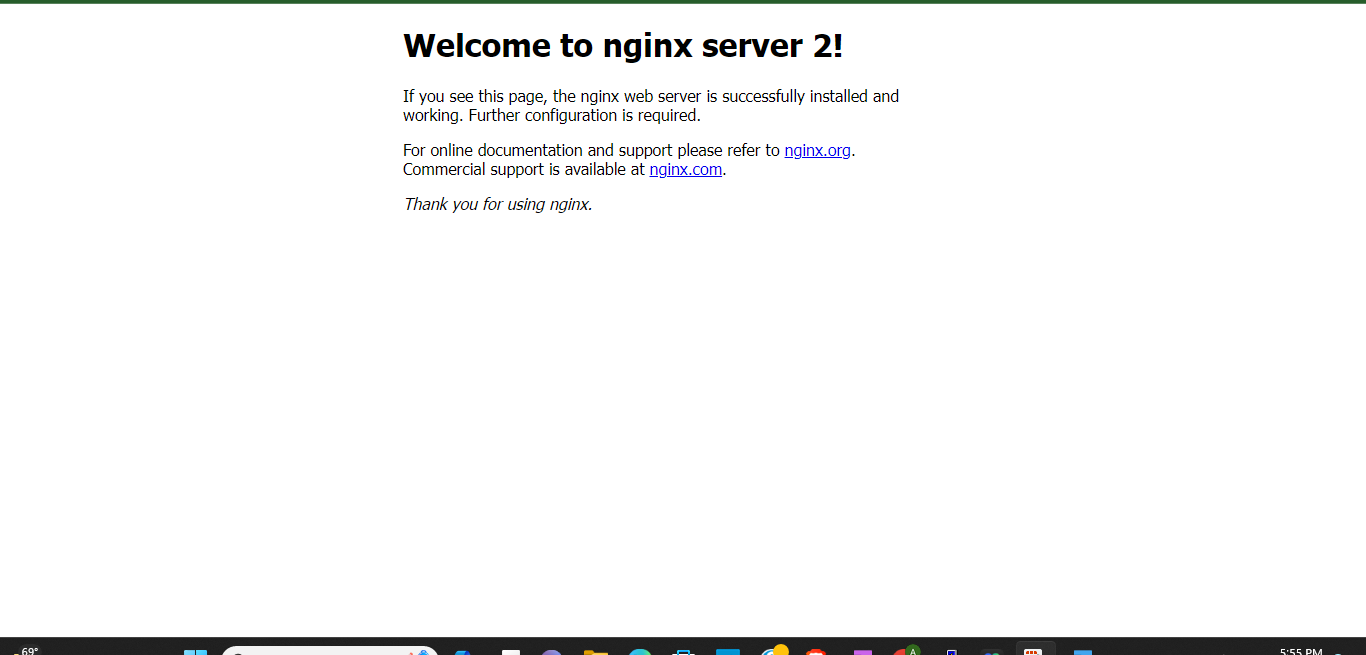 Welcome to nginx server 2!
If you see this page, the nginx web server is successfully installed and
working. Further configuration is required.
For online documentation and support please refer to nginx.org.
Commercial support is available at nginx.com.
Thank you for using nginx.
69°
A
5:55 PM